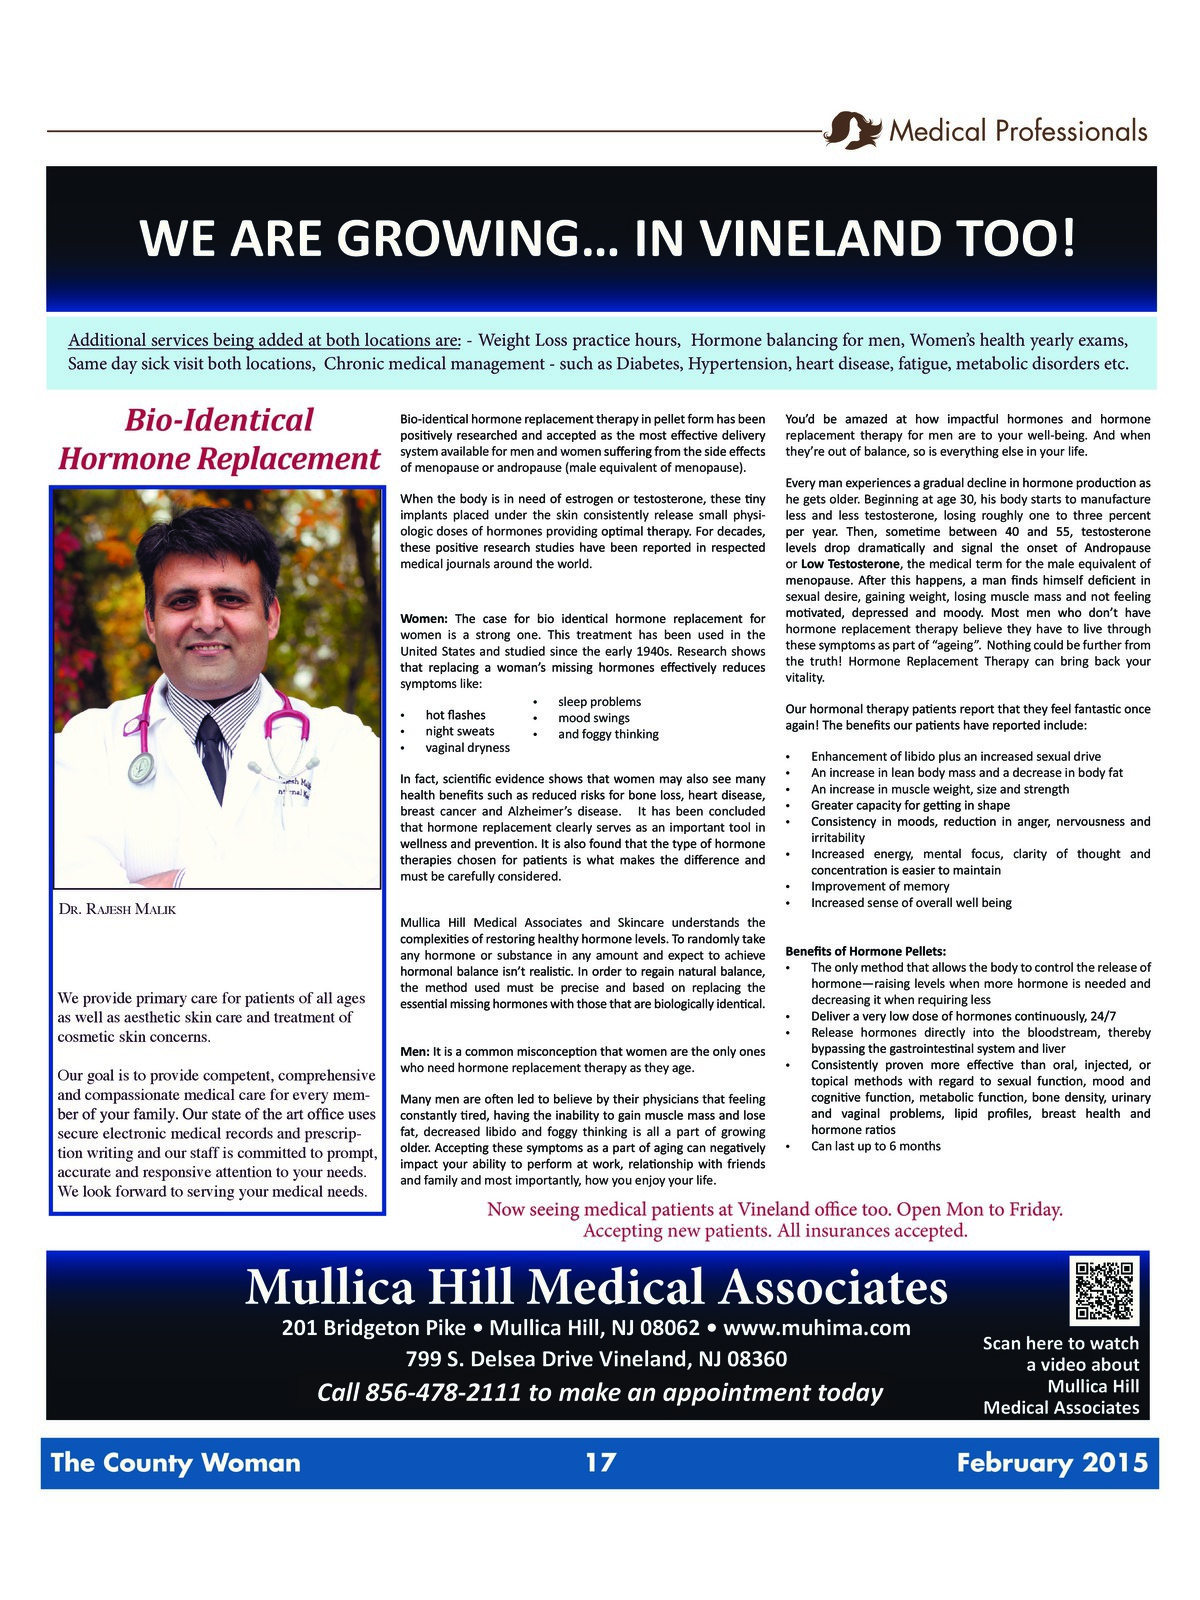 Medical Professionals
WE ARE GROWING... IN VINELAND TOO!
Additional services being added at both locations are: - Weight Loss practice hours, Hormone balancing for men, Women's health yearly exams,
Same day sick visit both locations, Chronic medical management - such as Diabetes, Hypertension, heart disease, fatigue, metabolic disorders etc.
Bio-Identical
Hormone Replacement
DR. RAJESH MALIK
We provide primary care for patients of all ages
as well as aesthetic skin care and treatment of
cosmetic skin concerns.
Our goal is to provide competent, comprehensive
and compassionate medical care for every mem-
ber of your family. Our state of the art office uses
secure electronic medical records and prescrip-
tion writing and our staff is committed to prompt,
accurate and responsive attention to your needs.
We look forward to serving your medical needs.
Bio-identical hormone replacement therapy in pellet form has been
positively researched and accepted as the most effective delivery
system available for men and women suffering from the side effects
of menopause or andropause (male equivalent of menopause).
When the body is in need of estrogen or testosterone, these tiny
implants placed under the skin consistently release small physi-
ologic doses of hormones providing optimal therapy. For decades,
these positive research studies have been reported in respected
medical journals around the world.
Women: The case for bio identical hormone replacement for
women is a strong one. This treatment has been used in the
United States and studied since the early 1940s. Research shows
that replacing a woman's missing hormones effectively reduces
symptoms like:
• hot flashes
• night sweats
• vaginal dryness
• sleep problems
• mood swings
• and foggy thinking
In fact, scientific evidence shows that women may also see many
health benefits such as reduced risks for bone loss, heart disease,
breast cancer and Alzheimer's disease. It has been concluded
that hormone replacement clearly serves as an important tool in
wellness and prevention. It is also found that the type of hormone
therapies chosen for patients is what makes the difference and
must be carefully considered.
Mullica Hill Medical Associates and Skincare understands the
complexities of restoring healthy hormone levels. To randomly take
any hormone or substance in any amount and expect to achieve
hormonal balance isn't realistic. In order to regain natural balance,
the method used must be precise and based on replacing the
essential missing hormones with those that are biologically identical.
Men: It is a common misconception that women are the only ones
who need hormone replacement therapy as they age.
Many men are often led to believe by their physicians that feeling
constantly tired, having the inability to gain muscle mass and lose
fat, decreased libido and foggy thinking is all a part of growing
older. Accepting these symptoms as a part of aging can negatively
impact your ability to perform at work, relationship with friends
and family and most importantly, how you enjoy your life.
You'd be amazed at how impactful hormones and hormone
replacement therapy for men are to your well-being. And when
they're out of balance, so is everything else in your life.
Every man experiences a gradual decline in hormone production as
he gets older. Beginning at age 30, his body starts to manufacture
less and less testosterone, losing roughly one to three percent
per year. Then, sometime between 40 and 55, testosterone
levels drop dramatically and signal the onset of Andropause
or Low Testosterone, the medical term for the male equivalent of
menopause. After this happens, a man finds himself deficient in
sexual desire, gaining weight, losing muscle mass and not feeling
motivated, depressed and moody. Most men who don't have
hormone replacement therapy believe they have to live through
these symptoms as part of "ageing". Nothing could be further from
the truth! Hormone Replacement Therapy can bring back your
vitality.
Our hormonal therapy patients report that they feel fantastic once
again! The benefits our patients have reported include:
• Enhancement of libido plus an increased sexual drive
• An increase in lean body mass and a decrease in body fat
• An increase in muscle weight, size and strength
• Greater capacity for getting in shape
• Consistency in moods, reduction in anger, nervousness and
irritability
• Increased energy, mental focus, clarity of thought and
concentration is easier to maintain
• Improvement of memory
• Increased sense of overall well being
Benefits of Hormone Pellets:
• The only method that allows the body to control the release of
hormone—raising levels when more hormone is needed and
decreasing it when requiring less
• Deliver a very low dose of hormones continuously, 24/7
• Release hormones directly into the bloodstream, thereby
bypassing the gastrointestinal system and liver
• Consistently proven more effective than oral, injected, or
topical methods with regard to sexual function, mood and
cognitive function, metabolic function, bone density, urinary
and vaginal problems, lipid profiles, breast health and
hormone ratios
• Can last up to 6 months
Now seeing medical patients at Vineland office too. Open Mon to Friday.
Accepting new patients. All insurances accepted.
Mullica Hill Medical Associates
201 Bridgeton Pike • Mullica Hill, NJ 08062 • www.muhima.com
799 S. Delsea Drive Vineland, NJ 08360
Call 856-478-2111 to make an appointment today
Scan here to watch
a video about
Mullica Hill
Medical Associates
The County Woman
17
February 2015